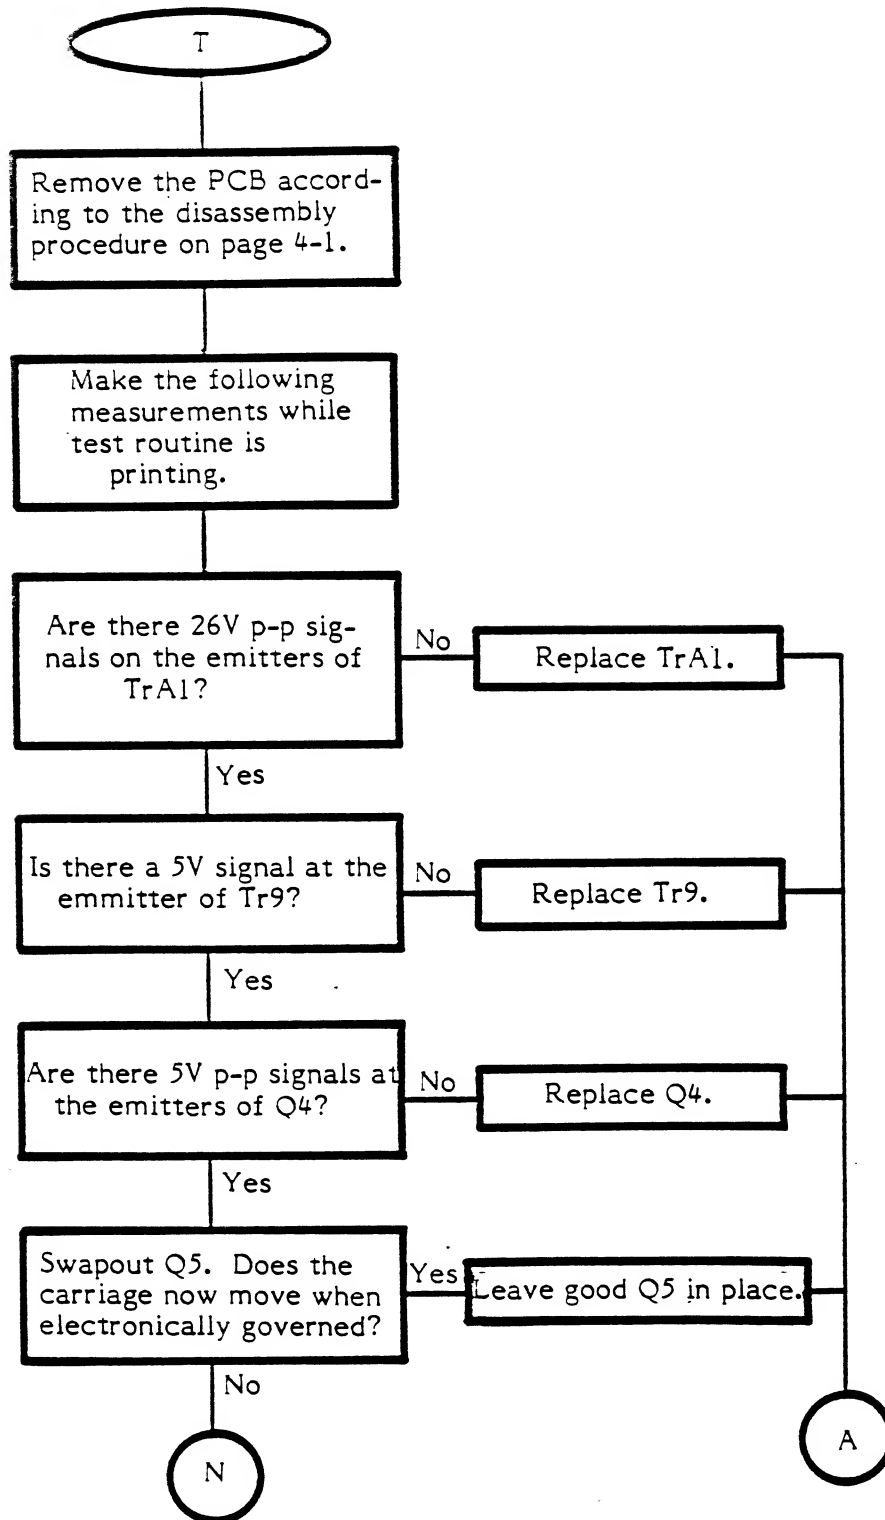 T
Remove the PCB accord-
ing to the disassembly
procedure on page 4-1.
Make the following
measurements while
test routine is
printing.
Are there 26V p-p sig-
nals on the emitters of
TrA1?
No
Replace TrA1.
Yes
Is there a 5V signal at the
emmitter of Tr9?
No
Replace Tr9.
Yes
Are there 5V p-p signals at
the emitters of Q4?
No
Replace Q4.
Yes
Swapout Q5. Does the
carriage now move when
electronically governed?
Yes
Leave good Q5 in place.
No
N
A